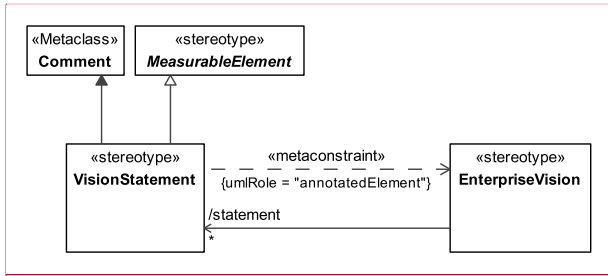 «Metaclass»
Comment
«stereotype»
MeasurableElement
«stereotype»
VisionStatement
«metaconstraint»
{umlRole = "annotatedElement"}
«stereotype»
EnterpriseVision
/statement
*